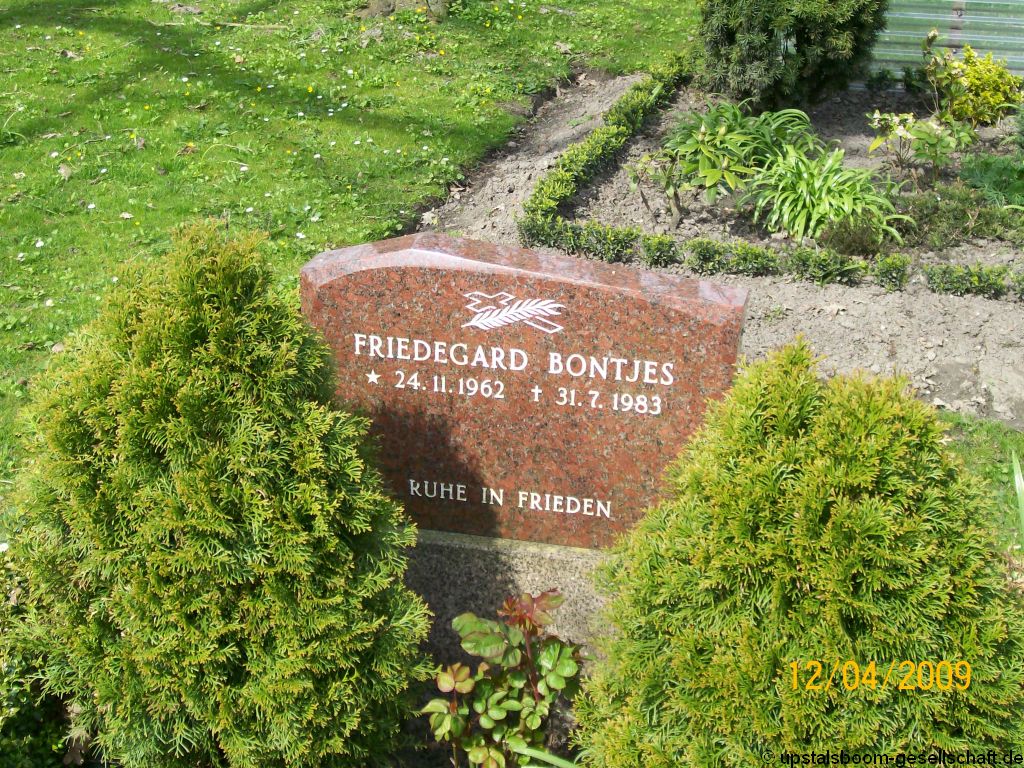 FRIEDEGARD BONTJES
★ 24.11.1962 ✝ 31.7.1983
RUHE IN FRIEDEN
12/04/2009
© upstalsboom-gesellschaft.de